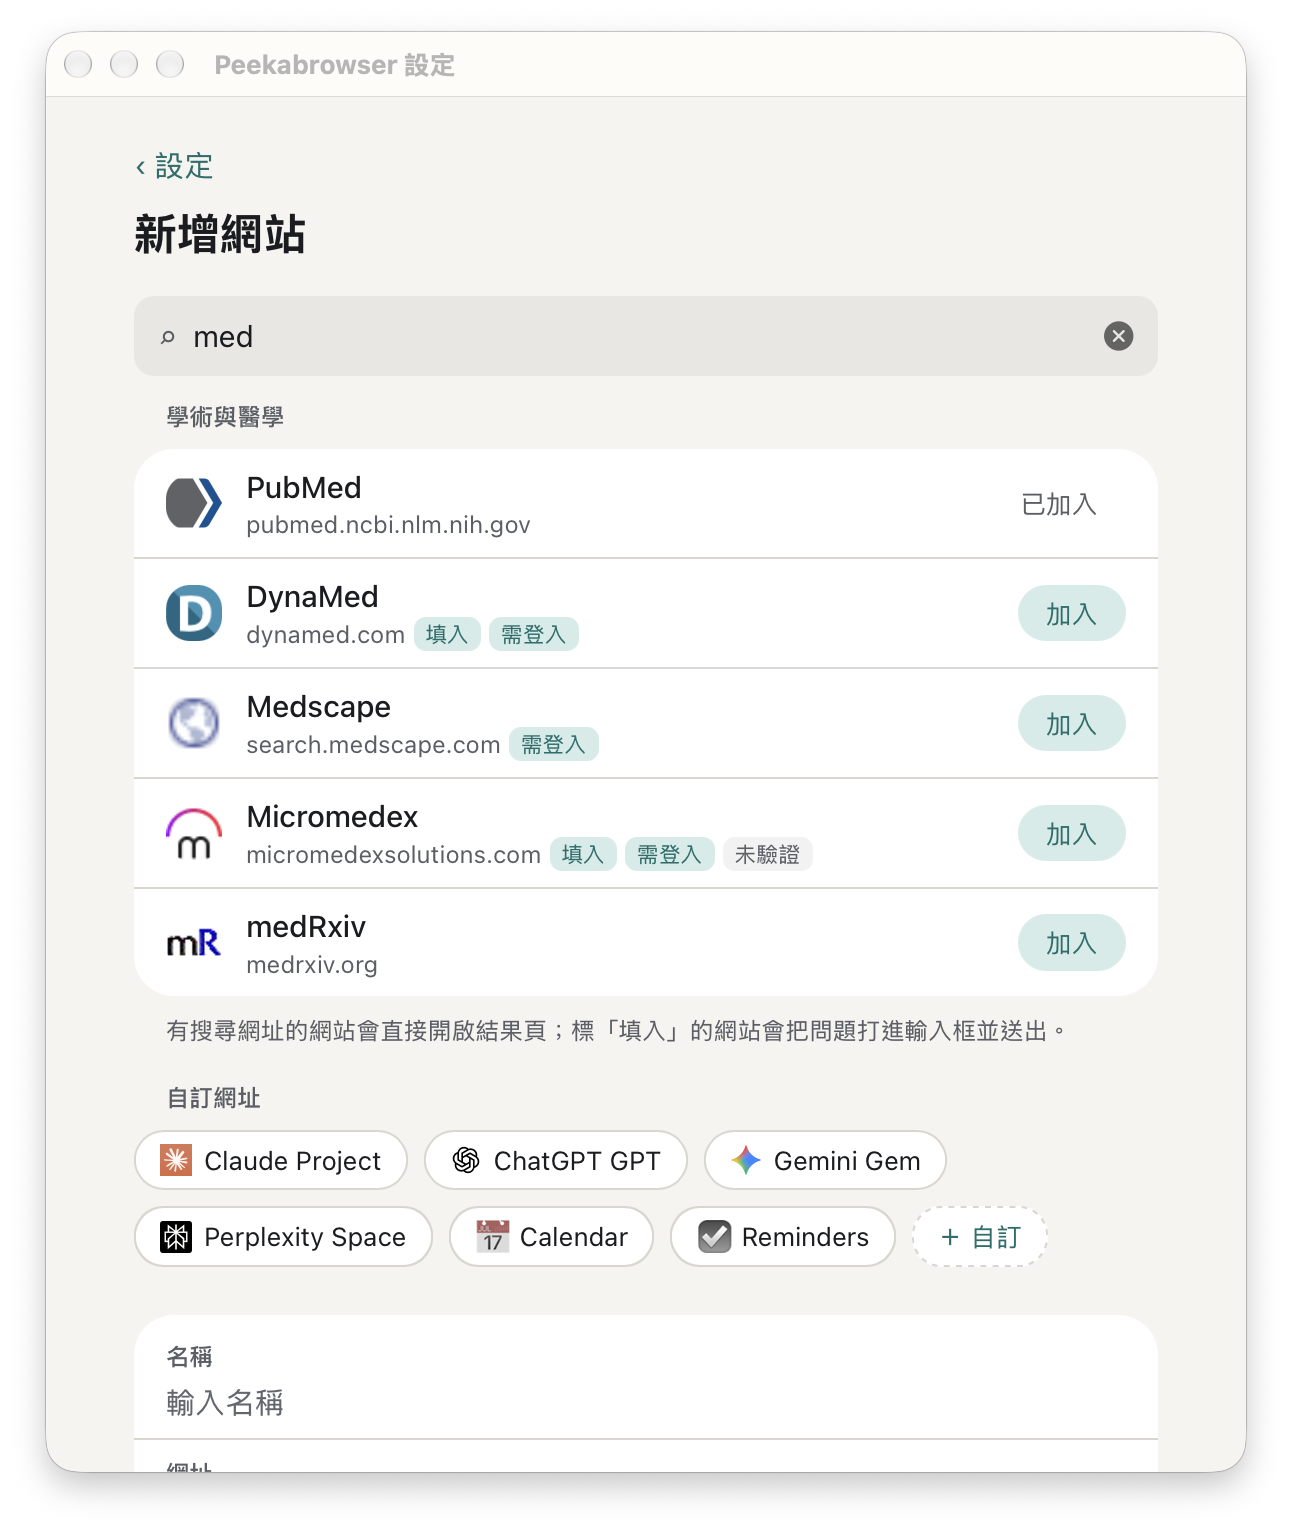 Peekabrowser 設定
‹ 設定
新增網站
med
學術與醫學
PubMed
pubmed.ncbi.nlm.nih.gov
已加入
DynaMed
dynamed.com 填入 需登入
加入
Medscape
search.medscape.com 需登入
加入
Micromedex
micromedexsolutions.com 填入 需登入 未驗證
加入
medRxiv
medrxiv.org
加入
有搜尋網址的網站會直接開啟結果頁；標「填入」的網站會把問題打進輸入框並送出。
自訂網址
Claude Project ChatGPT GPT Gemini Gem
Perplexity Space Calendar Reminders + 自訂
名稱
輸入名稱
網址